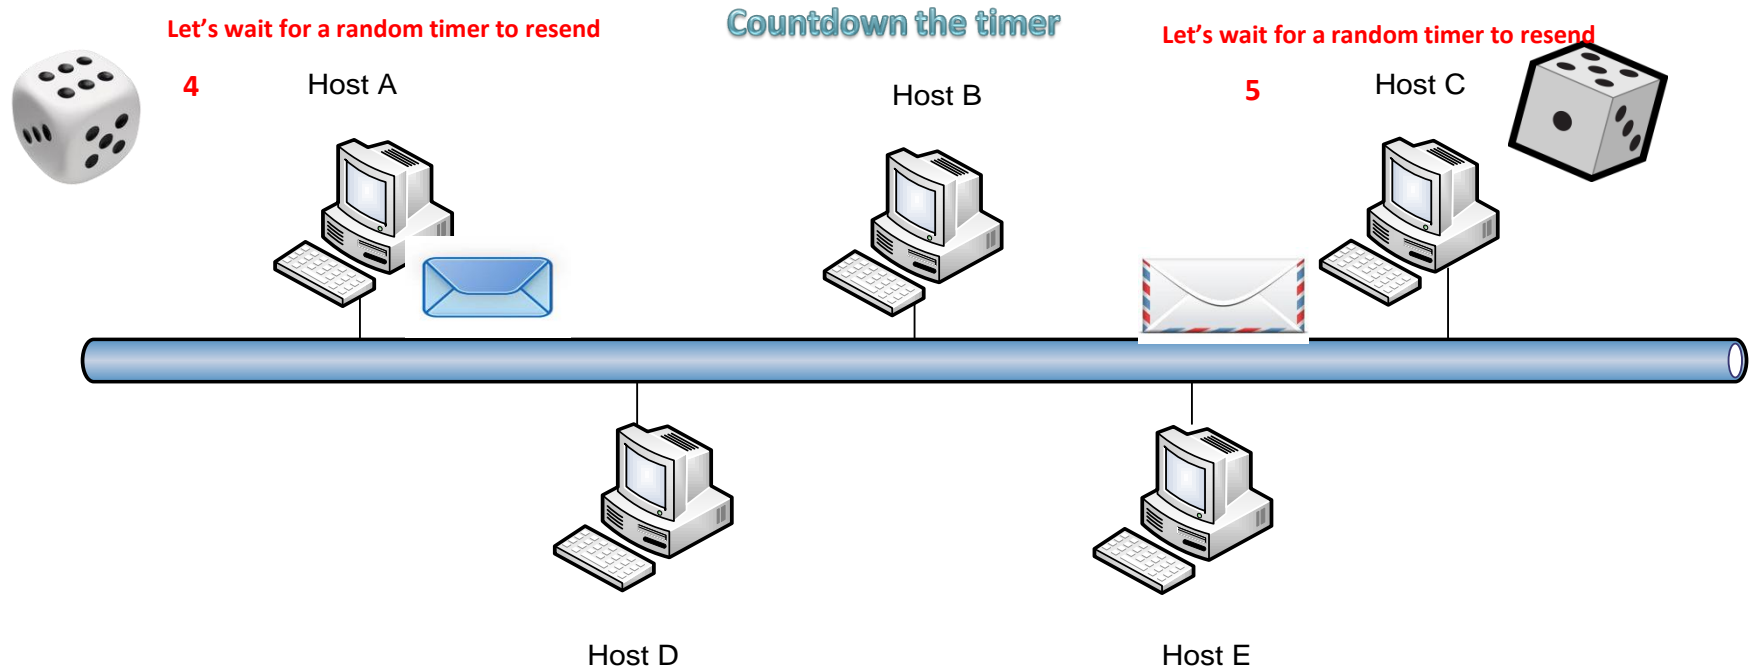 Let's wait for a random timer to resend
Countdown the timer
Let's wait for a random timer to resend
4
Host A
Host B
5
Host C
Host D
Host E